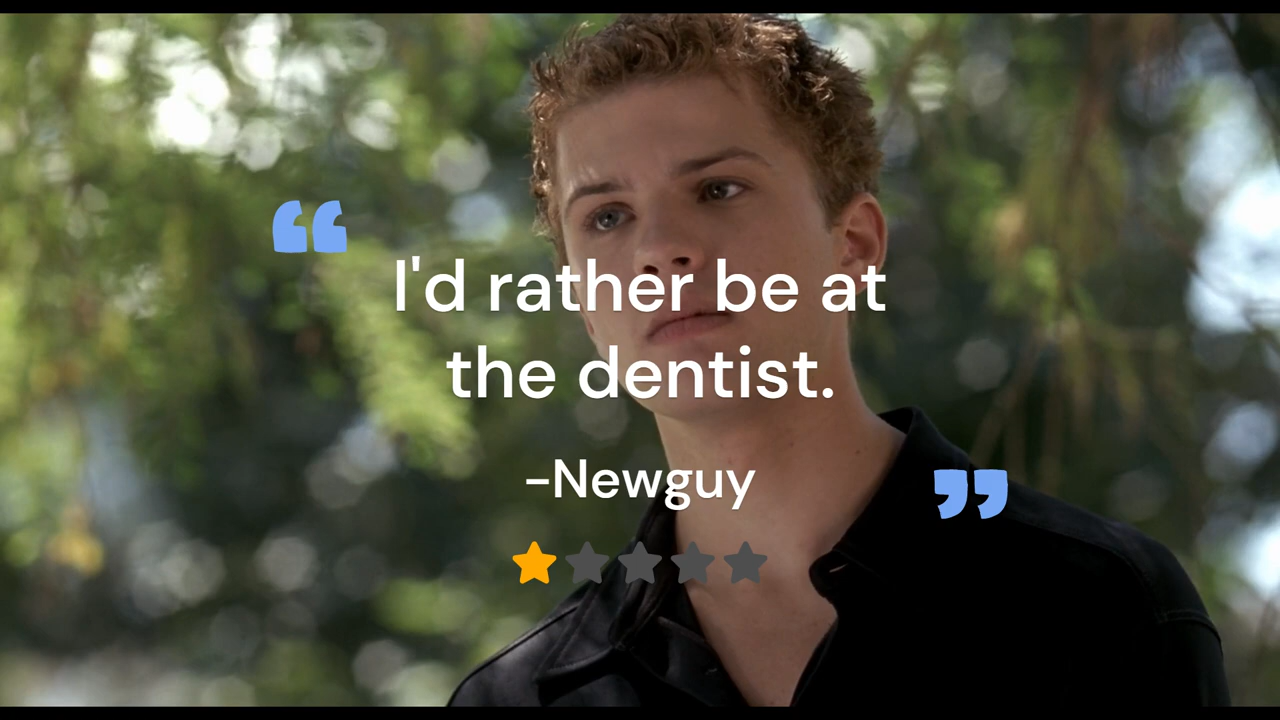 “
I'd rather be at
the dentist.
–Newguy
”